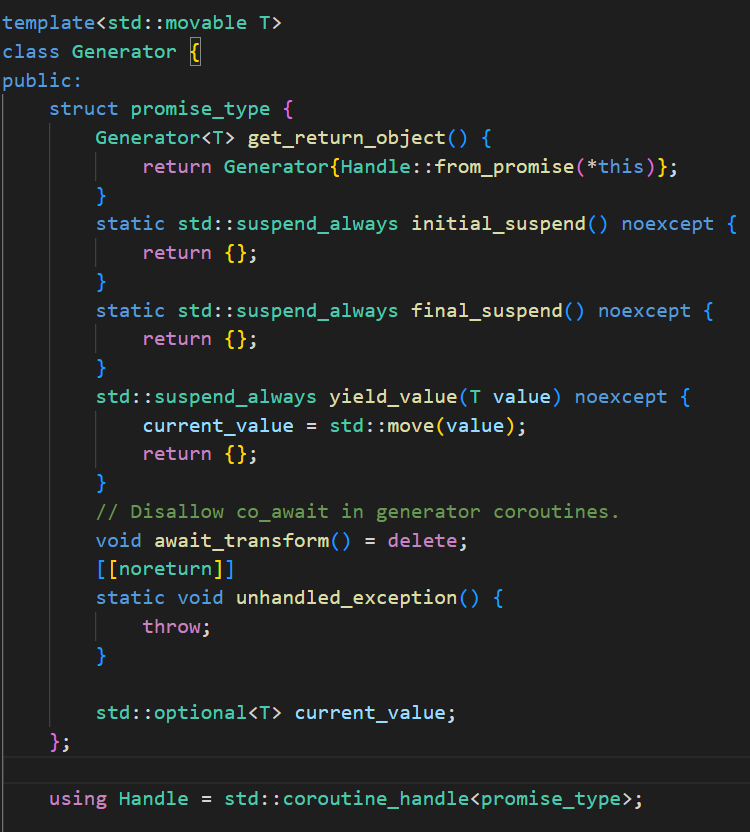 template<std::movable T>
class Generator {
public:
    struct promise_type {
        Generator<T> get_return_object() {
            return Generator{Handle::from_promise(*this)};
        }
        static std::suspend_always initial_suspend() noexcept {
            return {};
        }
        static std::suspend_always final_suspend() noexcept {
            return {};
        }
        std::suspend_always yield_value(T value) noexcept {
            current_value = std::move(value);
            return {};
        }
        // Disallow co_await in generator coroutines.
        void await_transform() = delete;
        [[noreturn]]
        static void unhandled_exception() {
            throw;
        }

        std::optional<T> current_value;
    };

    using Handle = std::coroutine_handle<promise_type>;